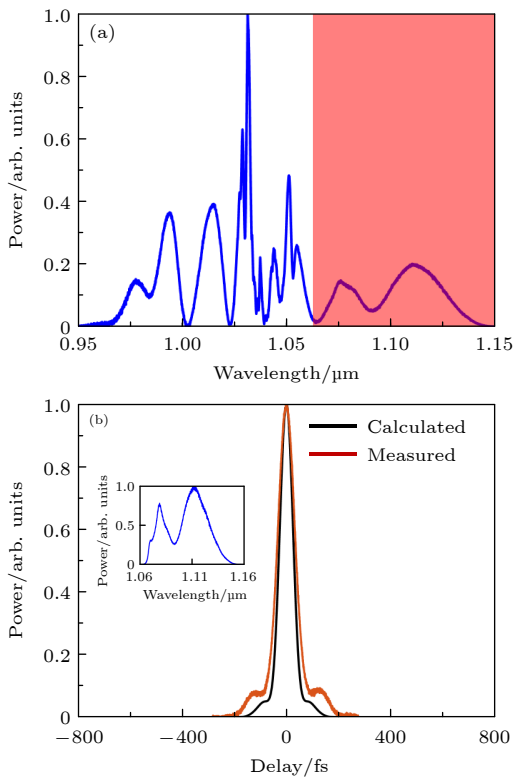 (a)
Power/arb. units
1.0
0.8
0.6
0.4
0.2
0
0.95
1.00
1.05
1.10
1.15
Wavelength/µm
(b)
Calculated
Measured
Power/arb. units
1.0
0.8
0.6
0.4
0.2
0
Power/arb. units
1.0
0.5
0
1.06
1.11
1.16
Wavelength/µm
−800
−400
0
400
800
Delay/fs